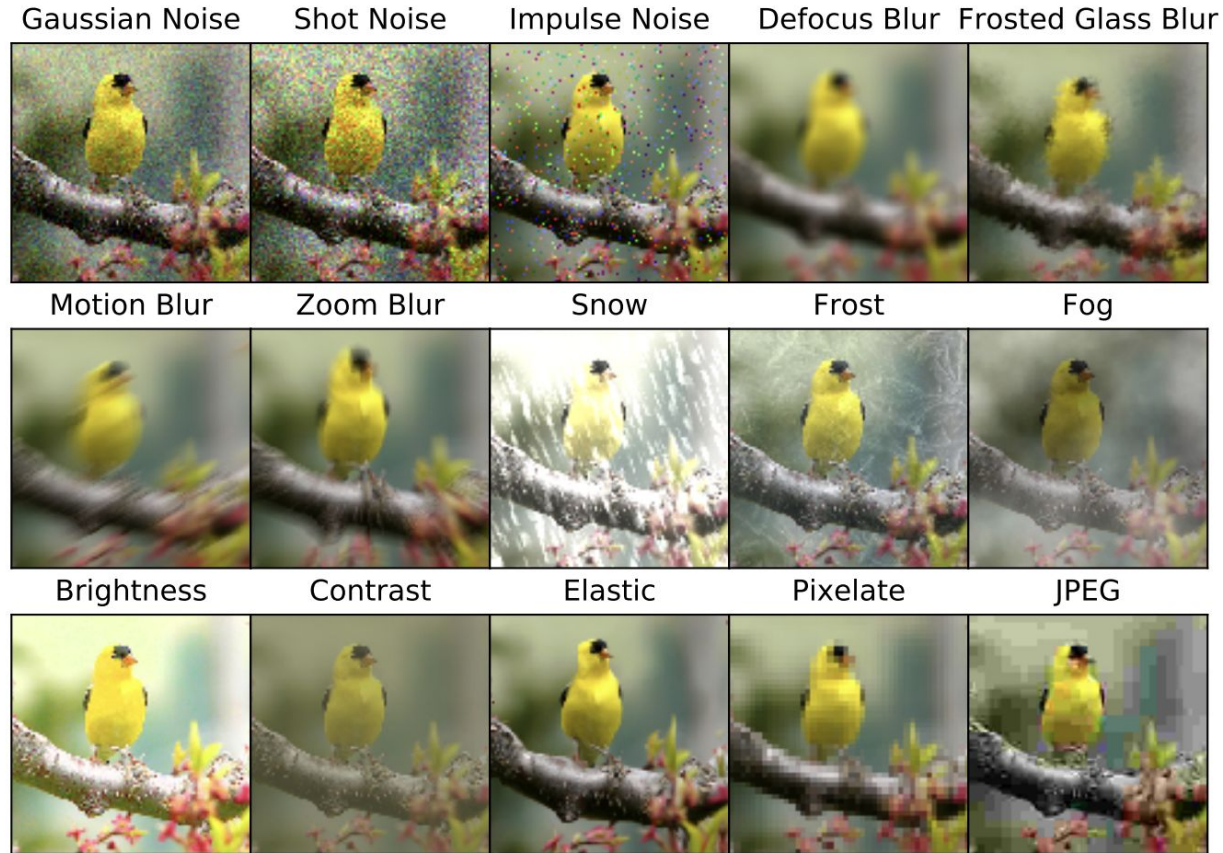 Gaussian Noise Shot Noise Impulse Noise Defocus Blur Frosted Glass Blur
Motion Blur Zoom Blur Snow Frost Fog
Brightness Contrast Elastic Pixelate JPEG